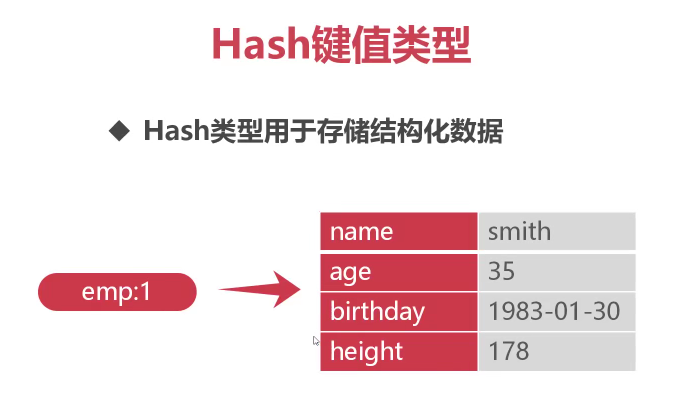 Hash键值类型
Hash类型用于存储结构化数据
emp:1
name smith
age 35
birthday 1983-01-30
height 178